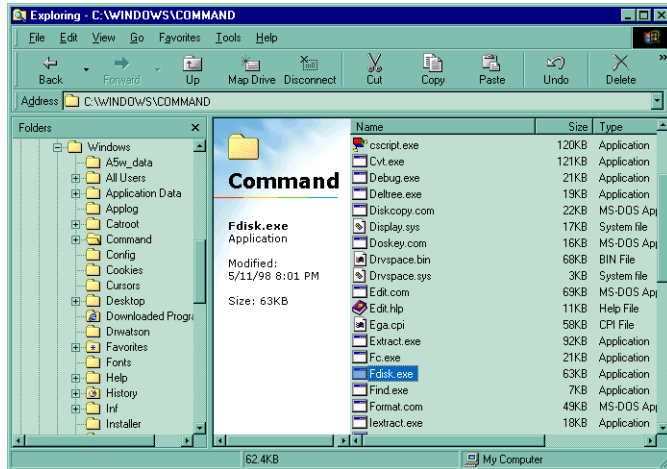 Exploring - C:\WINDOWS\COMMAND
File Edit View Go Favorites Tools Help
Back Forward Up Map Drive Disconnect Cut Copy Paste Undo Delete »
Address C:\WINDOWS\COMMAND
Folders x
Windows
A5w_data
All Users
Application Data
Applog
Catroot
Command
Config
Cookies
Cursors
Desktop
Downloaded Progra
Drwatson
Favorites
Fonts
Help
History
Inf
Installer
Command
Fdisk.exe
Application
Modified:
5/11/98 8:01 PM
Size: 63KB
Name Size Type
cscript.exe 120KB Application
Cvt.exe 121KB Application
Debug.exe 21KB Application
Deltree.exe 19KB Application
Diskcopy.com 22KB MS-DOS Ap
Display.sys 17KB System file
Doskey.com 16KB MS-DOS Ap
Drvspace.bin 68KB BIN File
Drvspace.sys 3KB System file
Edit.com 69KB MS-DOS Ap
Edit.hlp 11KB Help File
Ega.cpi 58KB CPI File
Extract.exe 92KB Application
Fc.exe 21KB Application
Fdisk.exe 63KB Application
Find.exe 7KB Application
Format.com 49KB MS-DOS Ap
Iextract.exe 18KB Application
62.4KB My Computer